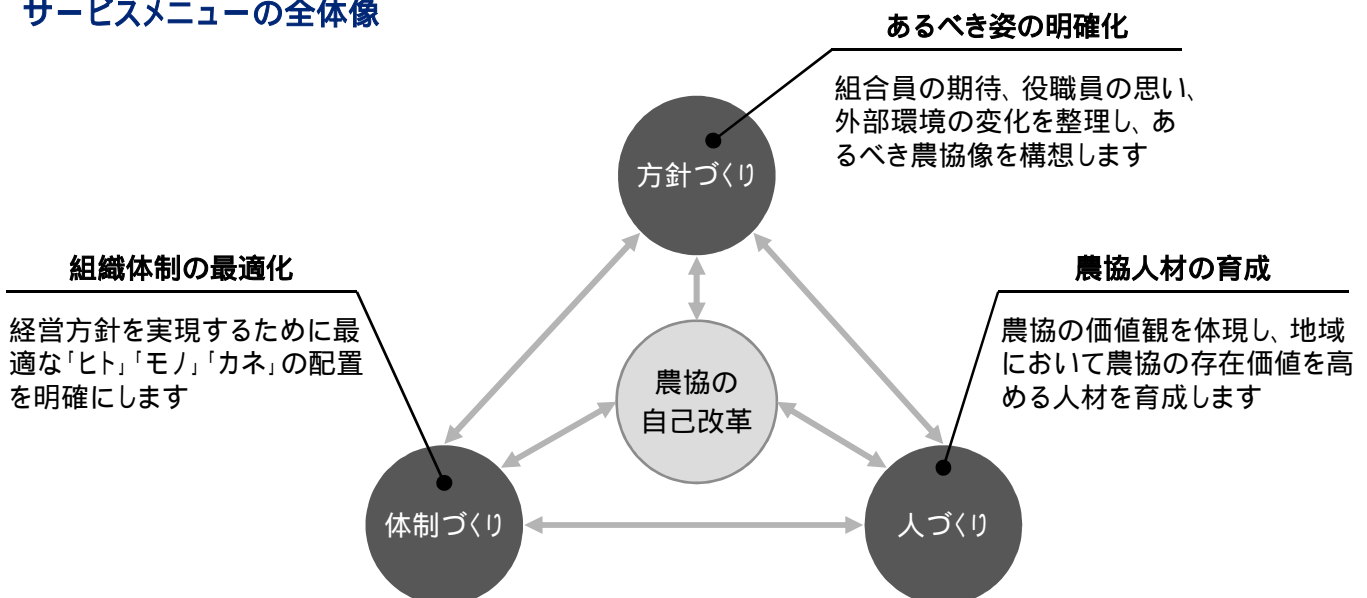 サービスメニューの全体像
あるべき姿の明確化
組合員の期待、役職員の思い、
外部環境の変化を整理し、あ
るべき農協像を構想します
方針づくり
組織体制の最適化
経営方針を実現するために最
適な「ヒト」「モノ」「カネ」の配置
を明確にします
農協人材の育成
農協の価値観を体現し、地域
において農協の存在価値を高
める人材を育成します
農協の
自己改革
体制づくり
人づくり